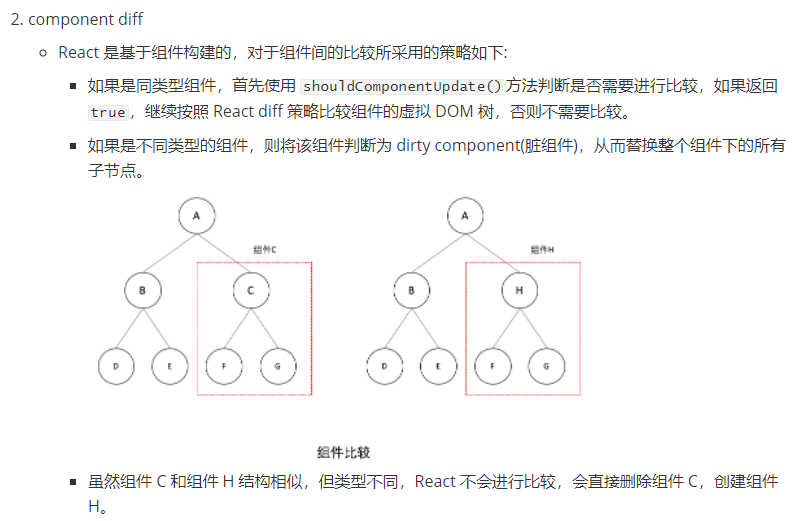 2. component diff
React 是基于组件构建的，对于组件间的比较所采用的策略如下:
如果是同类型组件，首先使用 shouldComponentUpdate()方法判断是否需要进行比较，如果返回
true，继续按照 React diff 策略比较组件的虚拟 DOM 树，否则不需要比较。
如果是不同类型的组件，则将该组件判断为 dirty component(脏组件)，从而替换整个组件下的所有
子节点。
A A
组件C 组件H
B C B H
D E F G D E F G
组件比较
虽然组件 C 和组件 H 结构相似，但类型不同，React 不会进行比较，会直接删除组件 C，创建组件
H。